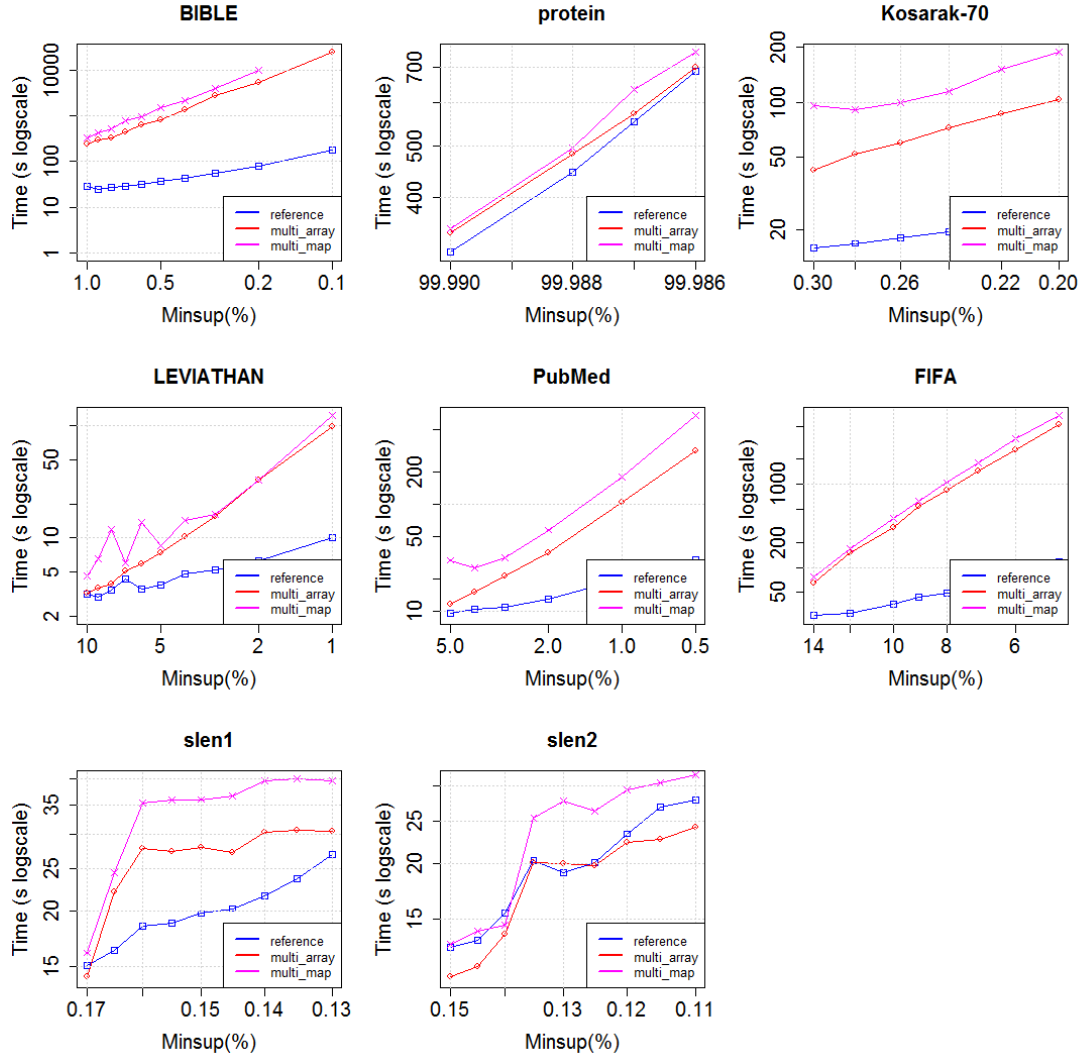 BIBLE
Time (s logscale)
10000
100
10
1
reference
multi_array
multi_map
1.0 0.5 0.2 0.1
Minsup(%)
protein
Time (s logscale)
700
500
400
reference
multi_array
multi_map
99.990 99.988 99.986
Minsup(%)
Kosarak-70
Time (s logscale)
200
100
50
20
reference
multi_array
multi_map
0.30 0.26 0.22 0.20
Minsup(%)
LEVIATHAN
Time (s logscale)
50
10
5
2
reference
multi_array
multi_map
10 5 2 1
Minsup(%)
PubMed
Time (s logscale)
200
50
10
reference
multi_array
multi_map
5.0 2.0 1.0 0.5
Minsup(%)
FIFA
Time (s logscale)
1000
200
50
reference
multi_array
multi_map
14 10 8 6
Minsup(%)
slen1
Time (s logscale)
35
25
20
15
reference
multi_array
multi_map
0.17 0.15 0.14 0.13
Minsup(%)
slen2
Time (s logscale)
25
20
15
reference
multi_array
multi_map
0.15 0.13 0.12 0.11
Minsup(%)